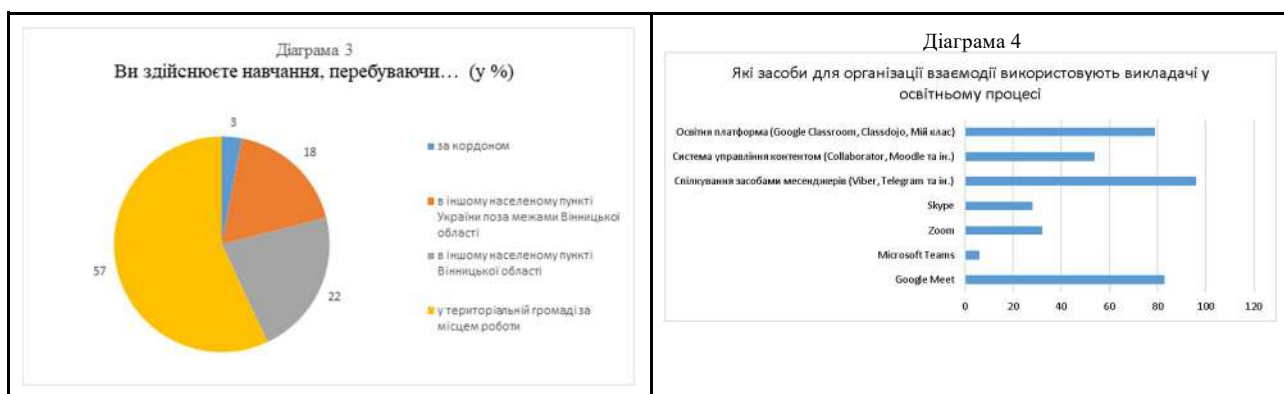 Діаграма 3
Ви здійснюєте навчання, перебуваючи… (у %)
3
18
22
57
за кордоном
в іншому населеному пункті
України поза межами Вінницької
області
в іншому населеному пункті
Вінницької області
у територіальній громаді за
місцем роботи
Діаграма 4
Які засоби для організації взаємодії використовують викладачі у
освітньому процесі
Освітня платформа (Google Classroom, Classdojo, Мій клас)
Система управління контентом (Collaborator, Moodle та ін.)
Спілкування засобами месенджерів (Viber, Telegram та ін.)
Skype
Zoom
Microsoft Teams
Google Meet
0 20 40 60 80 100 120